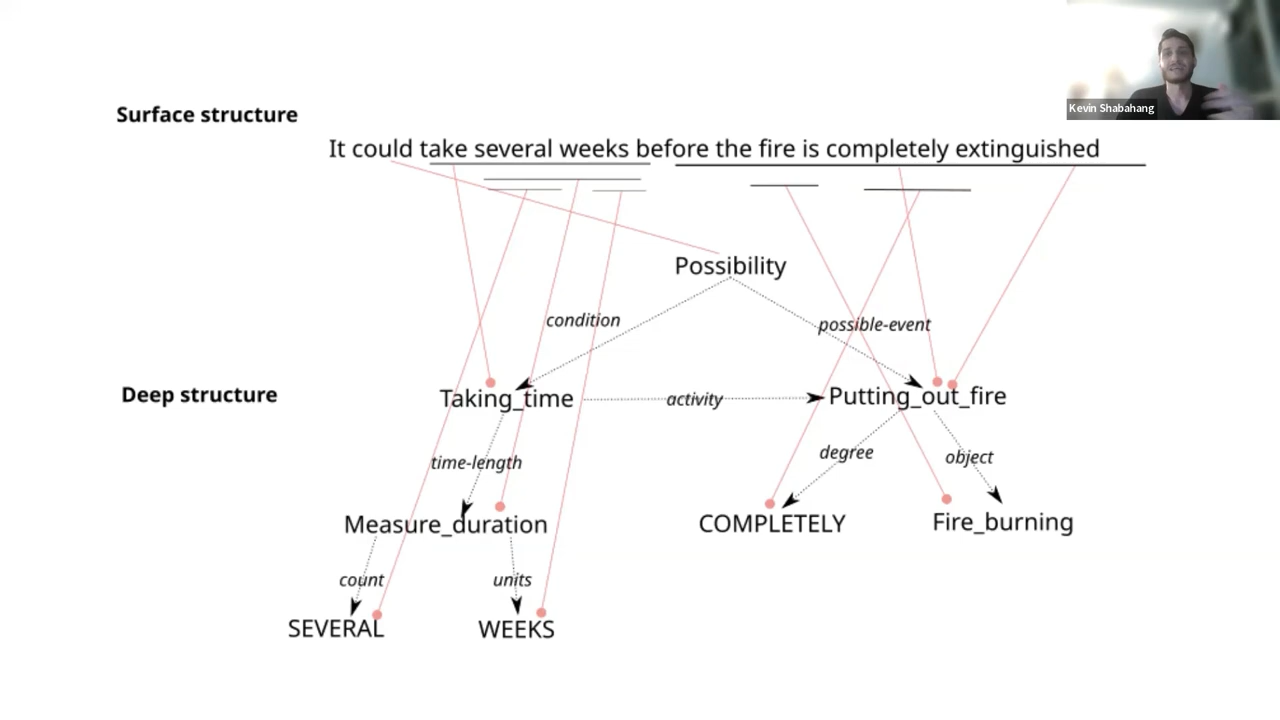 Kevin Shabahang
Surface structure
It could take several weeks before the fire is completely extinguished
Possibility
condition
possible-event
Deep structure
Taking_time
activity
Putting_out_fire
time-length
degree
object
Measure_duration
COMPLETELY
Fire_burning
count
units
SEVERAL
WEEKS